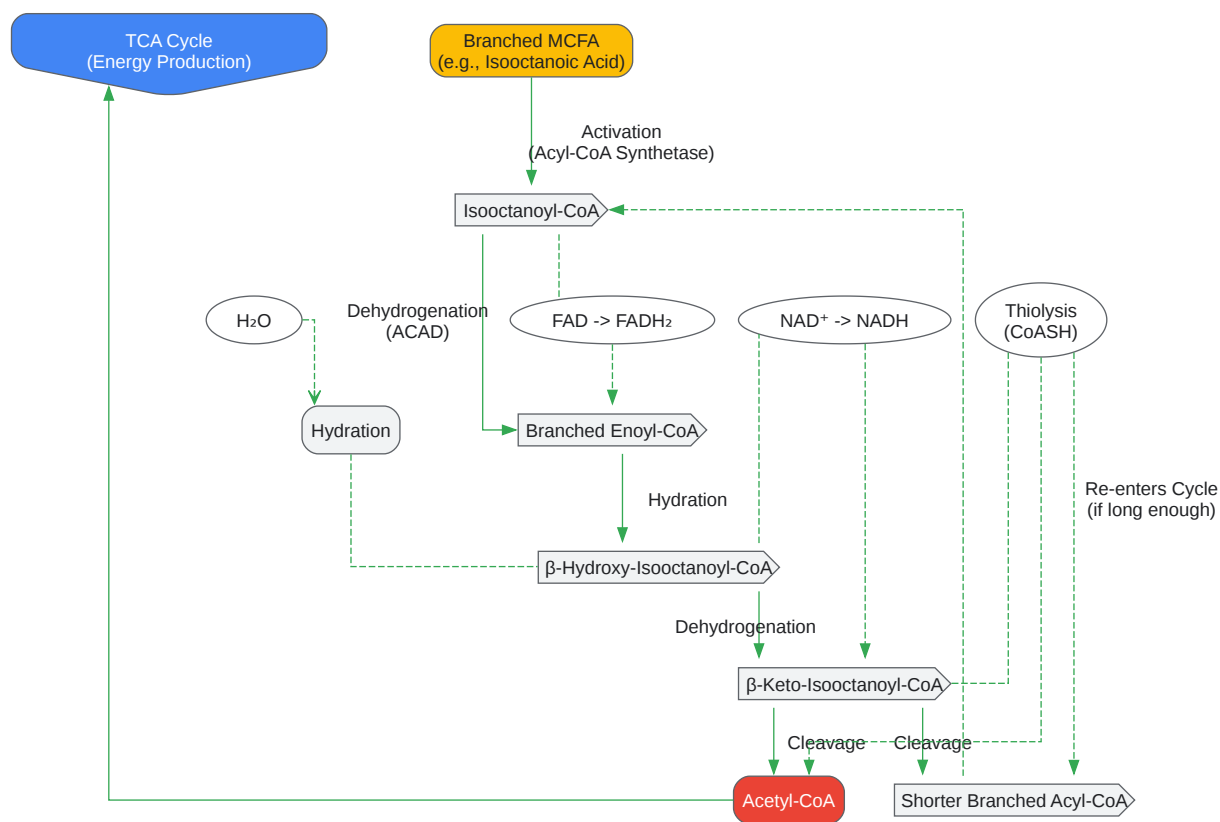 TCA Cycle
(Energy Production)
Branched MCFA
(e.g., Isooctanoic Acid)
Activation
(Acyl-CoA Synthetase)
Isooctanoyl-CoA
Dehydrogenation
(ACAD)
H₂O
FAD -> FADH₂
NAD⁺ -> NADH
Thiolysis
(CoASH)
Hydration
Branched Enoyl-CoA
Hydration
Re-enters Cycle
(if long enough)
β-Hydroxy-Isooctanoyl-CoA
Dehydrogenation
β-Keto-Isooctanoyl-CoA
Cleavage
Cleavage
Acetyl-CoA
Shorter Branched Acyl-CoA